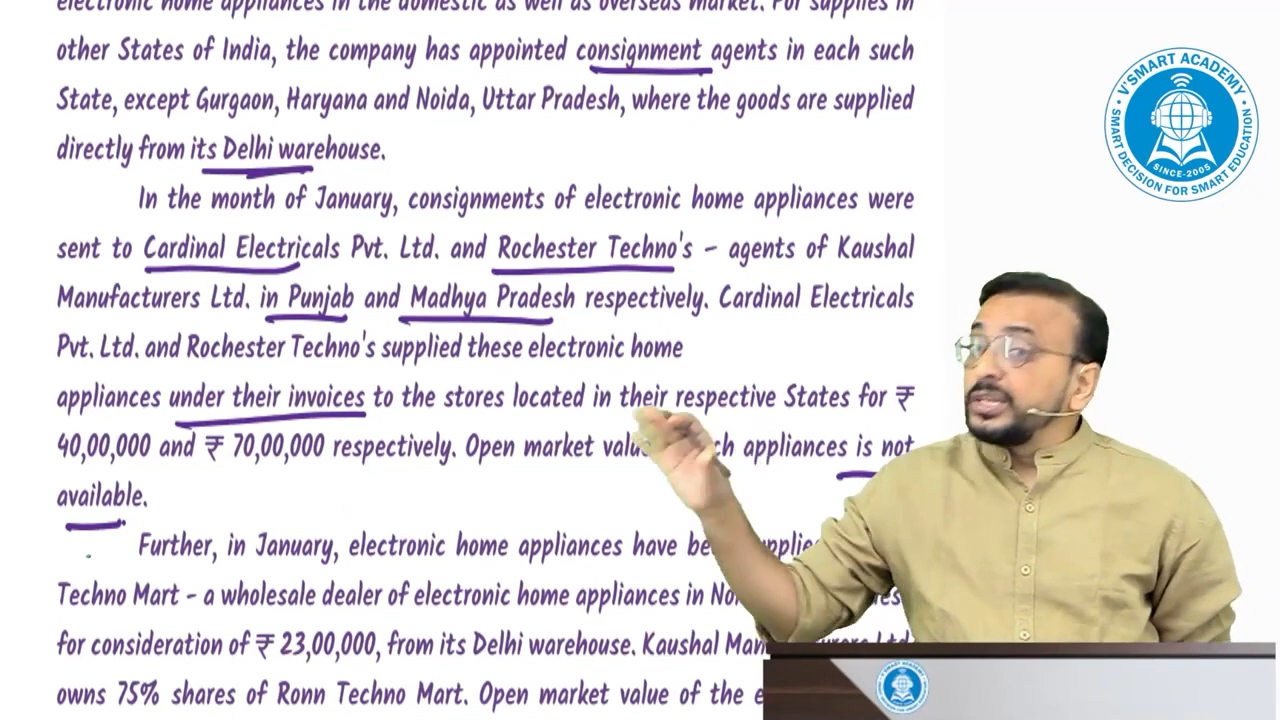 electronic home appliances in the domestic as well as overseas market. For supplies in
other States of India, the company has appointed consignment agents in each such
State, except Gurgaon, Haryana and Noida, Uttar Pradesh, where the goods are supplied
directly from its Delhi warehouse.
In the month of January, consignments of electronic home appliances were
sent to Cardinal Electricals Pvt. Ltd. and Rochester Techno's – agents of Kaushal
Manufacturers Ltd. in Punjab and Madhya Pradesh respectively. Cardinal Electricals
Pvt. Ltd. and Rochester Techno's supplied these electronic home
appliances under their invoices to the stores located in their respective States for ₹
40,00,000 and ₹ 70,00,000 respectively. Open market appliances is not
available.
Further, in January, electronic home appliances have
Techno Mart - a wholesale dealer of electronic home appliances in
for consideration of ₹ 23,00,000, from its Delhi warehouse. Kaushal
owns 75% shares of Ronn Techno Mart. Open market value of the
V'SMART ACADEMY
SMART DECISION FOR SMART EDUCATION
SINCE-2005